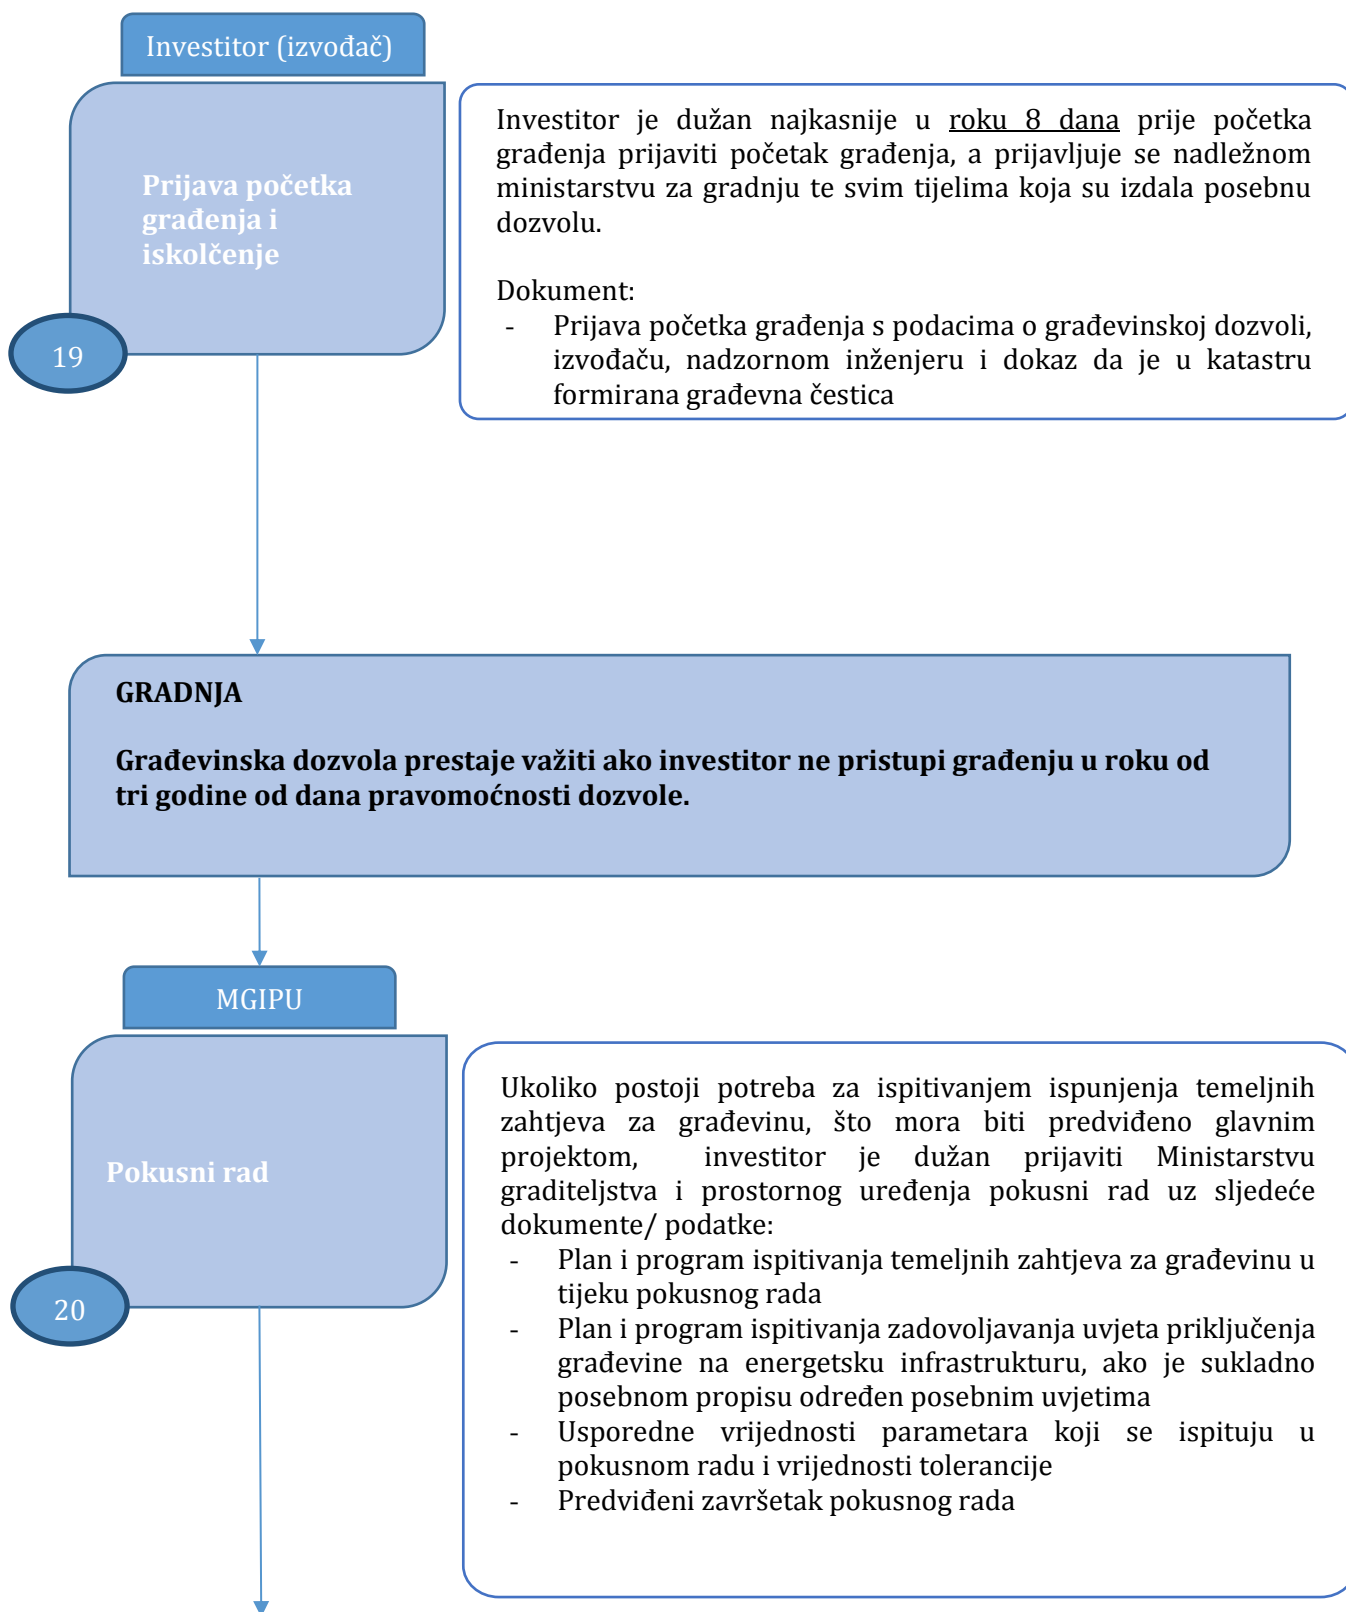 Investitor (izvođač)
Prijava početka
građenja i
iskolčenje
19
Investitor je dužan najkasnije u roku 8 dana prije početka
građenja prijaviti početak građenja, a prijavljuje se nadležnom
ministarstvu za gradnju te svim tijelima koja su izdala posebnu
dozvolu.
Dokument:
- Prijava početka građenja s podacima o građevinskoj dozvoli,
izvođaču, nadzornom inženjeru i dokaz da je u katastru
formirana građevna čestica
GRADNJA
Građevinska dozvola prestaje važiti ako investitor ne pristupi građenju u roku od
tri godine od dana pravomoćnosti dozvole.
MGIPU
Pokusni rad
20
Ukoliko postoji potreba za ispitivanjem ispunjenja temeljnih
zahtjeva za građevinu, što mora biti predviđeno glavnim
projektom, investitor je dužan prijaviti Ministarstvu
graditeljstva i prostornog uređenja pokusni rad uz sljedeće
dokumente/ podatke:
- Plan i program ispitivanja temeljnih zahtjeva za građevinu u
tijeku pokusnog rada
- Plan i program ispitivanja zadovoljavanja uvjeta priključenja
građevine na energetsku infrastrukturu, ako je sukladno
posebnom propisu određen posebnim uvjetima
- Usporedne vrijednosti parametara koji se ispituju u
pokusnom radu i vrijednosti tolerancije
- Predviđeni završetak pokusnog rada